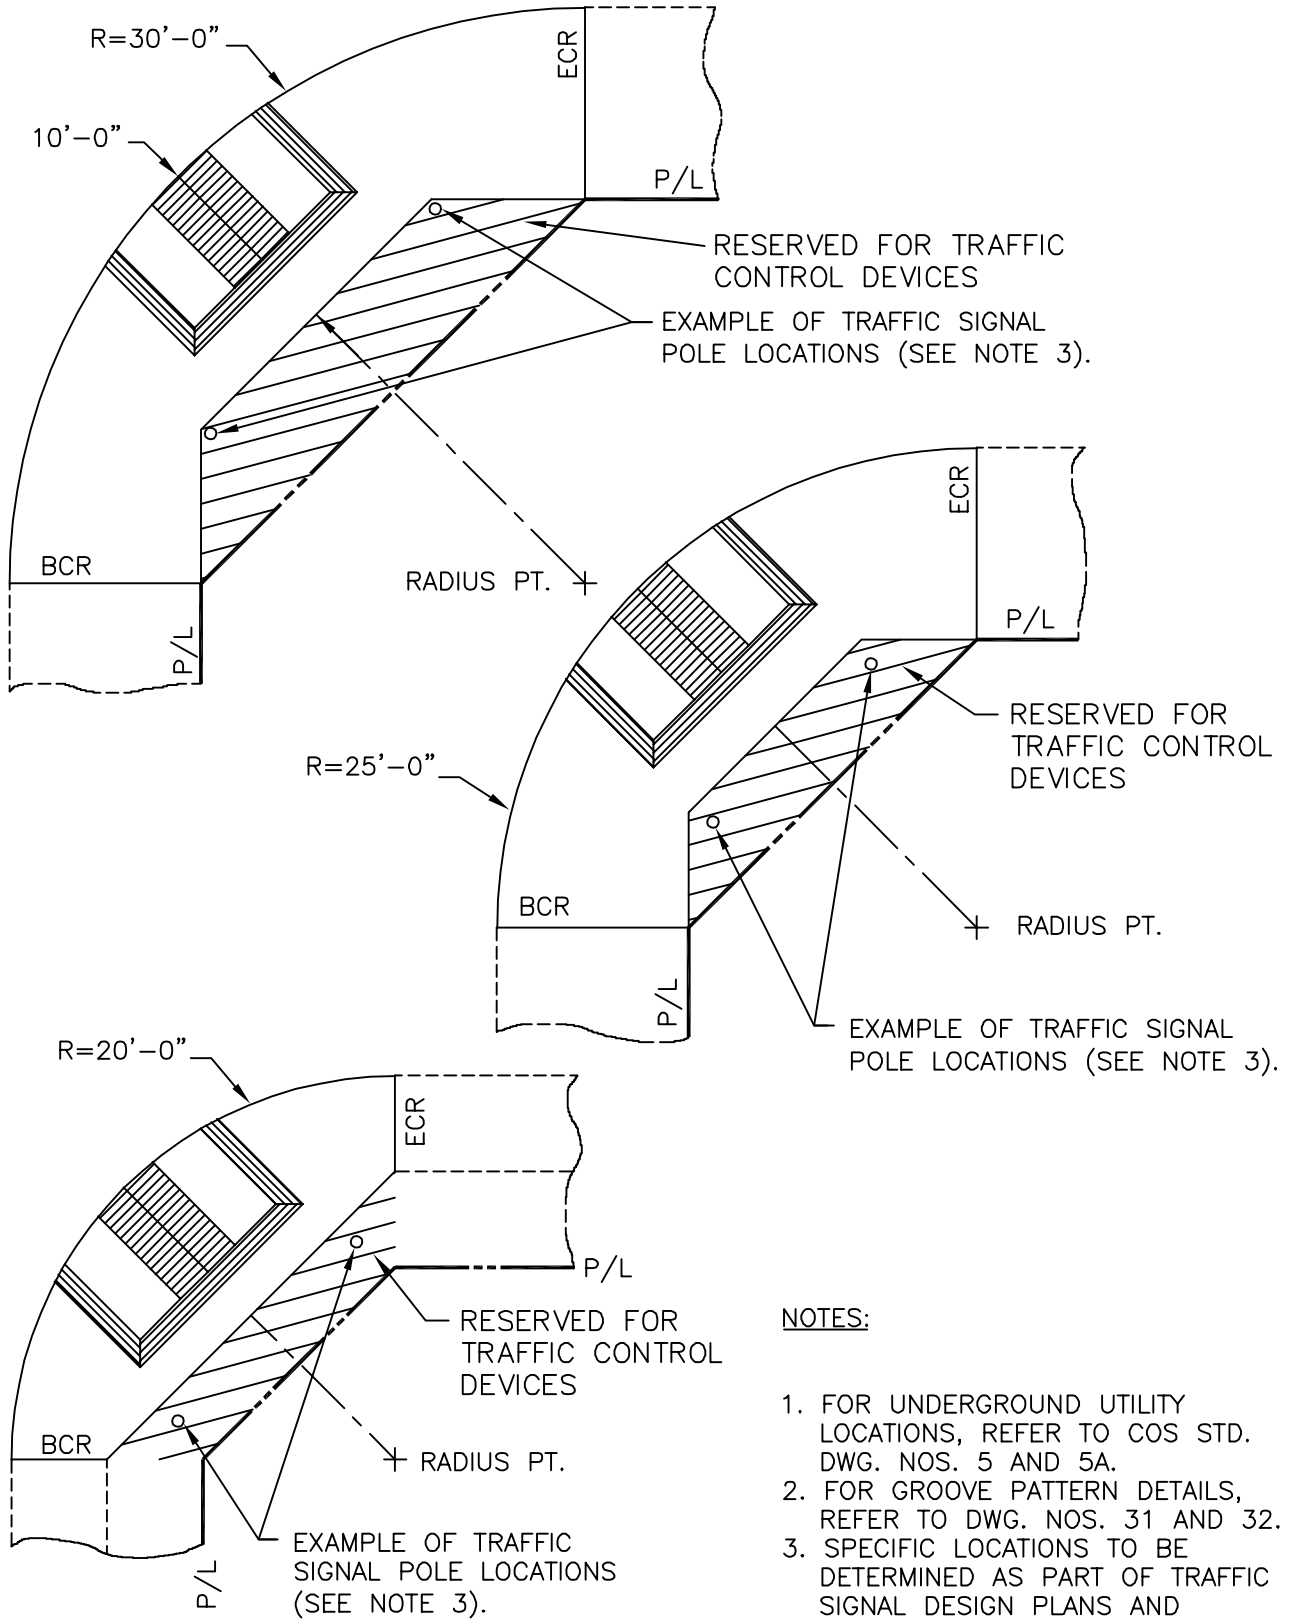 R=30'-0"
ECR
10'-0"
P/L
RESERVED FOR TRAFFIC
CONTROL DEVICES
EXAMPLE OF TRAFFIC SIGNAL
POLE LOCATIONS (SEE NOTE 3).
BCR
RADIUS PT.
P/L
ECR
P/L
RESERVED FOR
TRAFFIC CONTROL
DEVICES
R=25'-0"
BCR
RADIUS PT.
P/L
EXAMPLE OF TRAFFIC SIGNAL
POLE LOCATIONS (SEE NOTE 3).
R=20'-0"
ECR
P/L
RESERVED FOR
TRAFFIC CONTROL
DEVICES
BCR
RADIUS PT.
EXAMPLE OF TRAFFIC
SIGNAL POLE LOCATIONS
(SEE NOTE 3).
P/L
NOTES:
1. FOR UNDERGROUND UTILITY
LOCATIONS, REFER TO COS STD.
DWG. NOS. 5 AND 5A.
2. FOR GROOVE PATTERN DETAILS,
REFER TO DWG. NOS. 31 AND 32.
3. SPECIFIC LOCATIONS TO BE
DETERMINED AS PART OF TRAFFIC
SIGNAL DESIGN PLANS AND